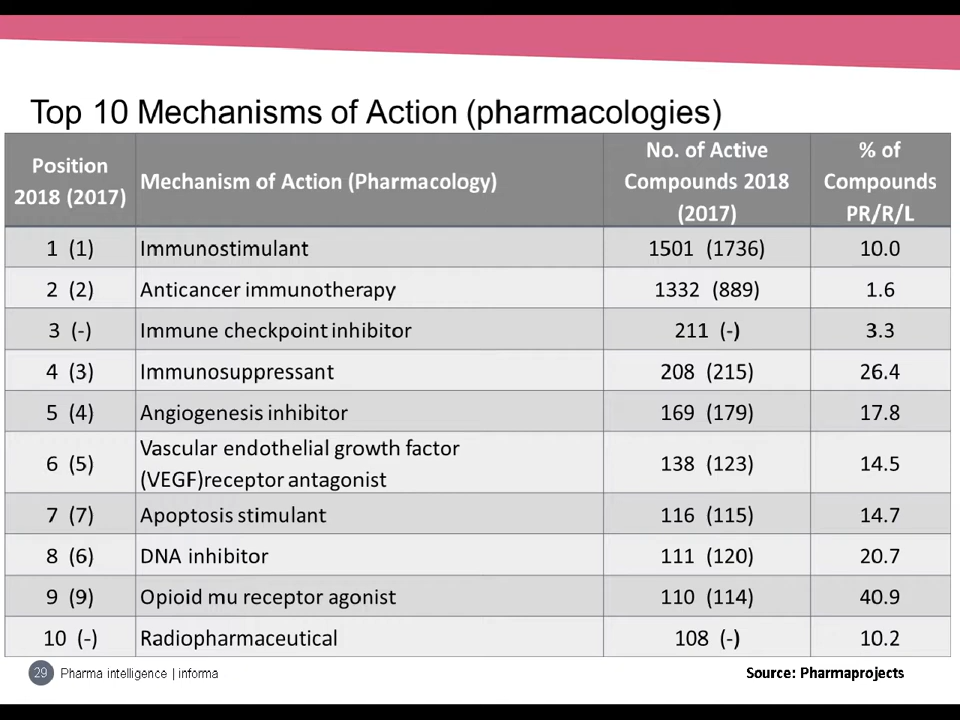 Top 10 Mechanisms of Action (pharmacologies)
Position
2018 (2017)
Mechanism of Action (Pharmacology)
No. of Active
Compounds 2018
(2017)
% of
Compounds
PR/R/L
1 (1) Immunostimulant 1501 (1736) 10.0
2 (2) Anticancer immunotherapy 1332 (889) 1.6
3 (-) Immune checkpoint inhibitor 211 (-) 3.3
4 (3) Immunosuppressant 208 (215) 26.4
5 (4) Angiogenesis inhibitor 169 (179) 17.8
6 (5) Vascular endothelial growth factor
(VEGF)receptor antagonist 138 (123) 14.5
7 (7) Apoptosis stimulant 116 (115) 14.7
8 (6) DNA inhibitor 111 (120) 20.7
9 (9) Opioid mu receptor agonist 110 (114) 40.9
10 (-) Radiopharmaceutical 108 (-) 10.2
29 Pharma intelligence | informa
Source: Pharmaprojects